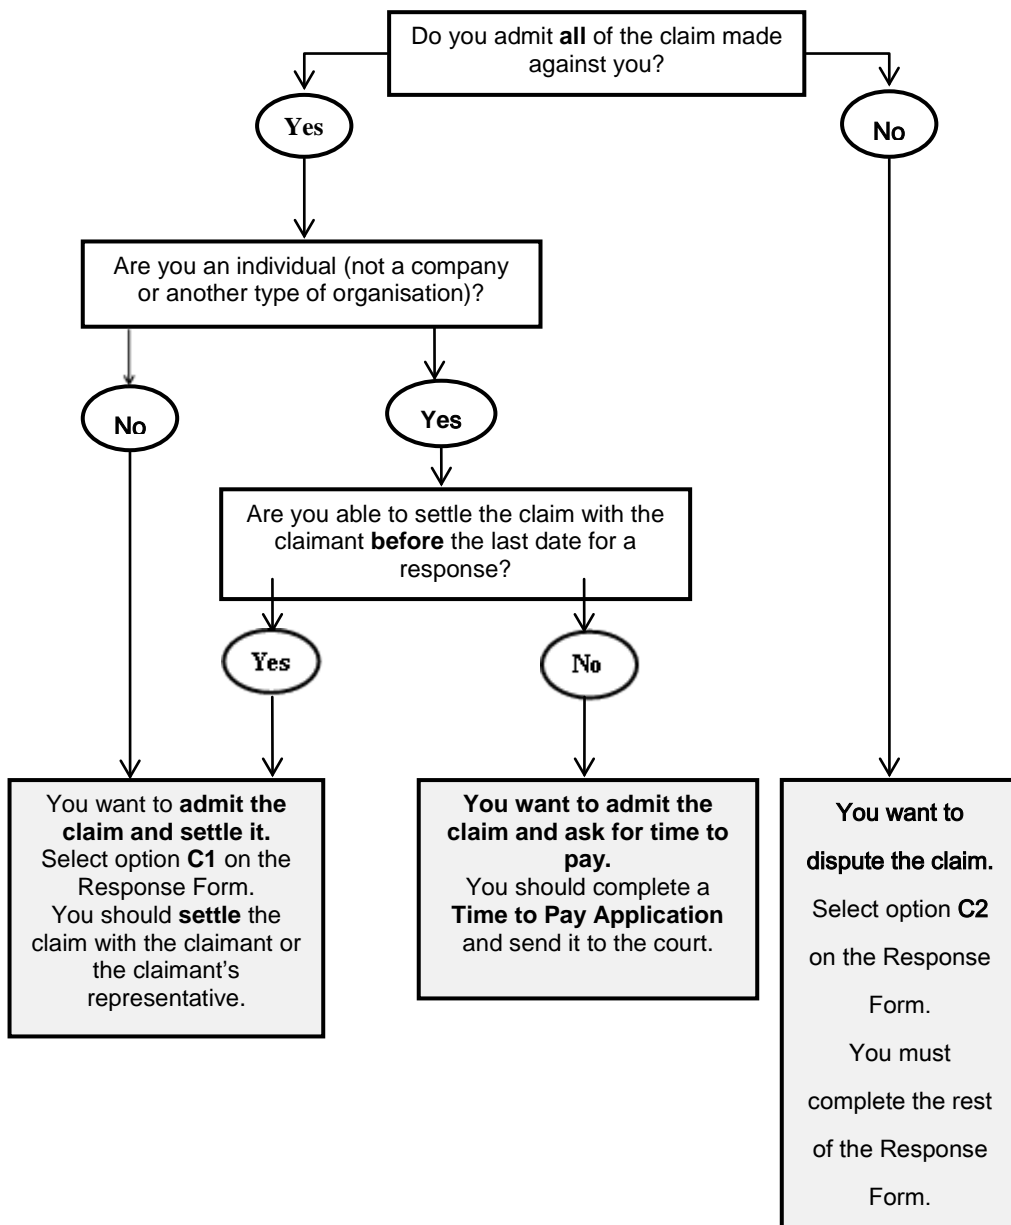 Do you admit all of the claim made
against you?
Yes
No
Are you an individual (not a company
or another type of organisation)?
No
Yes
Are you able to settle the claim with the
claimant before the last date for a
response?
Yes
No
You want to admit the
claim and settle it.
Select option C1 on the
Response Form.
You should settle the
claim with the claimant or
the claimant's
representative.
You want to admit the
claim and ask for time to
pay.
You should complete a
Time to Pay Application
and send it to the court.
You want to
dispute the claim.
Select option C2
on the Response
Form.
You must
complete the rest
of the Response
Form.